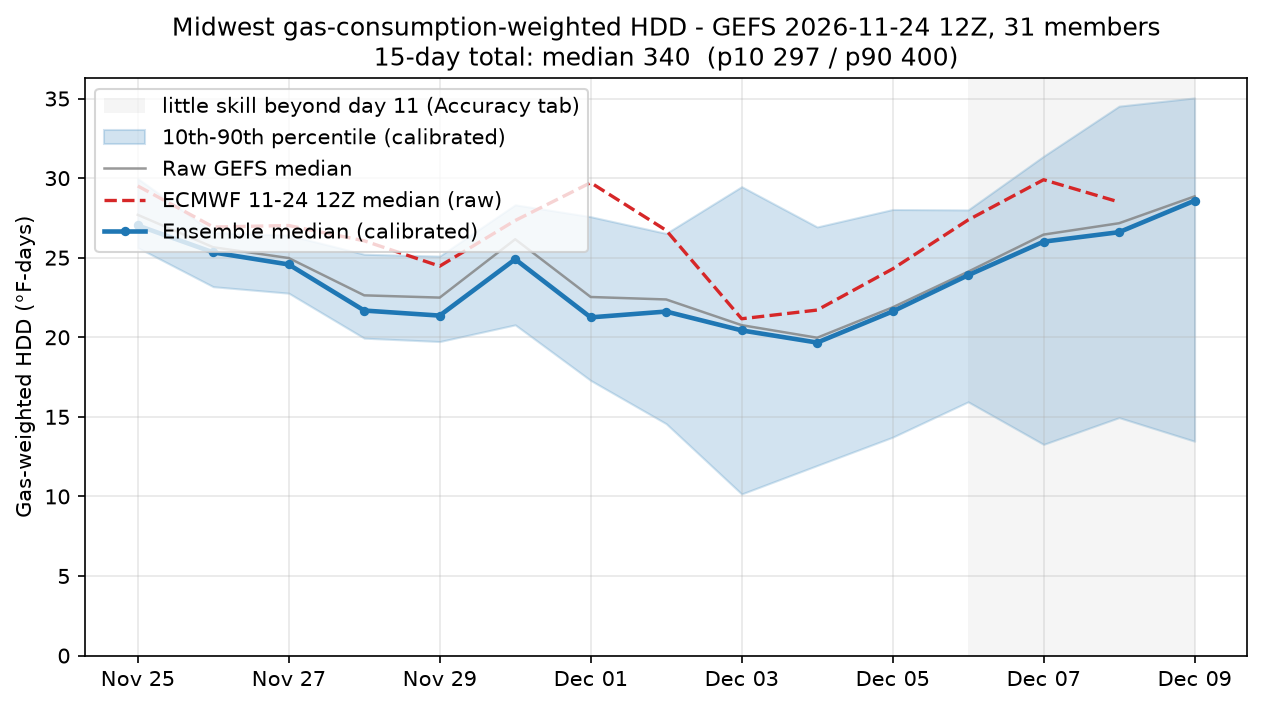 Midwest gas-consumption-weighted HDD - GEFS 2026-11-24 12Z, 31 members
15-day total: median 340  (p10 297 / p90 400)
little skill beyond day 11 (Accuracy tab)
10th-90th percentile (calibrated)
Raw GEFS median
ECMWF 11-24 12Z median (raw)
Ensemble median (calibrated)
Gas-weighted HDD (°F-days)
35
30
25
20
15
10
5
0
Nov 25 Nov 27 Nov 29 Dec 01 Dec 03 Dec 05 Dec 07 Dec 09